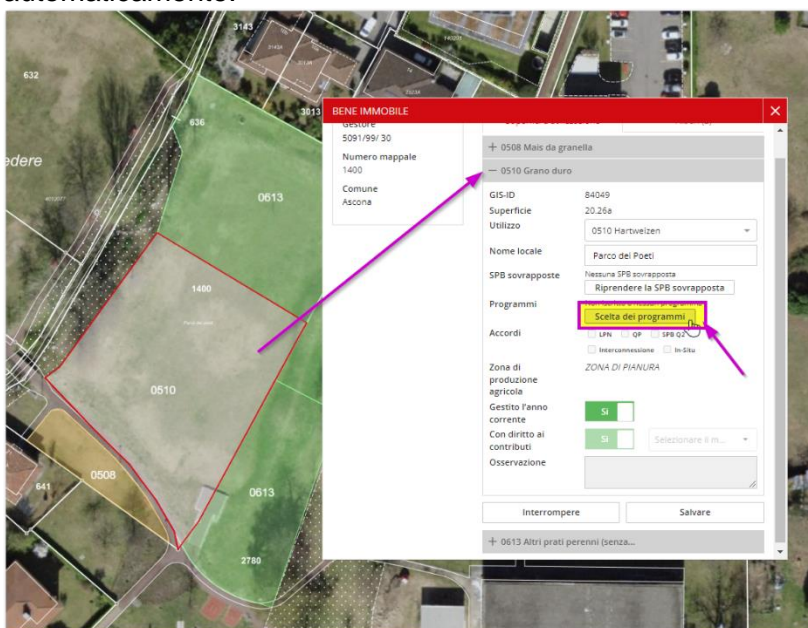 automaticamente.
3143
632
636
3013
edere
0613
1400
0510
0508
641
0613
2780
BENE IMMOBILE
Gestore
5091/99/ 30
Numero mappale
1400
Comune
Ascona
+ 0508 Mais da granella
— 0510 Grano duro
GIS-ID 84049
Superficie 20.26a
Utilizzo 0510 Hartweizen
Nome locale Parco dei Poeti
SPB sovrapposte Nessuna SPB sovrapposta
Riprendere la SPB sovrapposta
Programmi
Scelta dei programmi
Accordi LPN QP SPB Q2
Interconnessione In-Situ
Zona di produzione agricola ZONA DI PIANURA
Gestito l'anno corrente Sì
Con diritto ai contributi Sì Selezionare il m...
Osservazione
Interrompere Salvare
+ 0613 Altri prati perenni (senza...